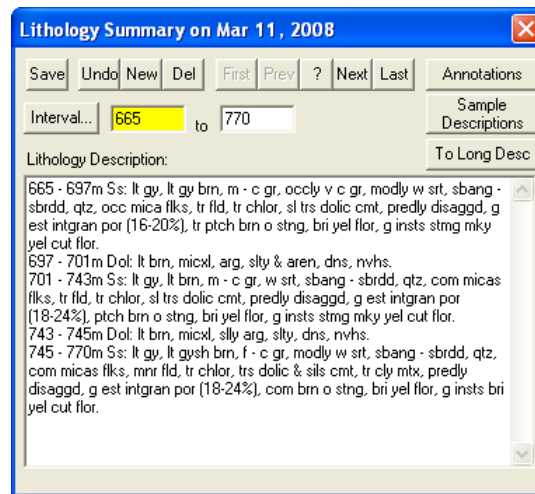 Lithology Summary on Mar 11, 2008
Save Undo New Del First Prev ? Next Last Annotations
Interval... 665 to 770 Sample Descriptions
Lithology Description: To Long Desc
665 - 697m Ss: lt gy, lt gy brn, m - c gr, occly v c gr, modly w srt, sbang -
sbrdd, qtz, occ mica flks, tr fld, tr chlor, sl trs dolic cmt, predly disaggd, g
est intgran por (16-20%), tr ptch brn o stng, bri yel flor, g insts stmg mky
yel cut flor.
697 - 701m Dol: lt brn, micxl, arg, slty & aren, dns, nvhs.
701 - 743m Ss: lt gy, lt brn, m - c gr, w srt, sbang - sbrdd, qtz, com micas
flks, tr fld, tr chlor, sl trs dolic cmt, predly disaggd, g est intgran por
(18-24%), ptch brn o stng, bri yel flor, g insts stmg mky yel cut flor.
743 - 745m Dol: lt brn, micxl, slly arg, slty, dns, nvhs.
745 - 770m Ss: lt gy, lt gysh brn, f - c gr, modly w srt, sbang - sbrdd, qtz,
com micas flks, mnr fld, tr chlor, trs dolic & sils cmt, tr cly mtx, predly
disaggd, g est intgran por (18-24%), com brn o stng, bri yel flor, g insts bri
yel cut flor.